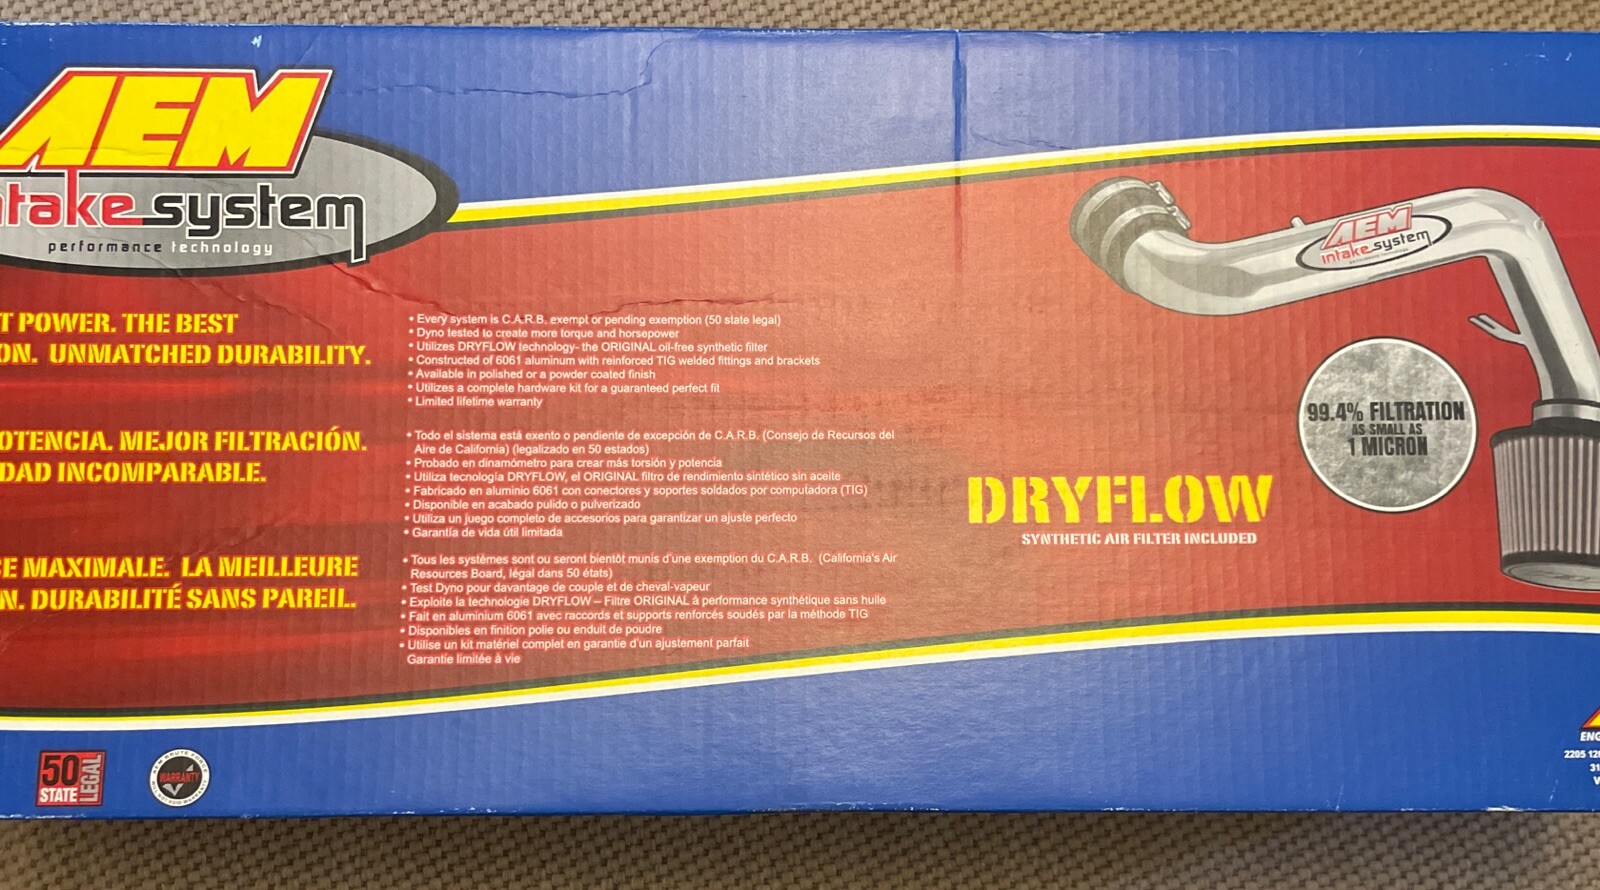 AEM
intake system
performance technology
T POWER. THE BEST
ON. UNMATCHED DURABILITY.
• Every system is C.A.R.B. exempt or pending exemption (50 state legal)
• Dyno tested to create more torque and horsepower
• Utilizes DRYFLOW technology- the ORIGINAL oil-free synthetic filter
• Constructed of 6061 aluminum with reinforced TIG welded fittings and brackets
• Available in polished or a powder coated finish
• Utilizes a complete hardware kit for a guaranteed perfect fit
• Limited lifetime warranty
OTENCIA. MEJOR FILTRACIÓN.
DAD INCOMPARABLE.
• Todo el sistema está exento o pendiente de excepción de C.A.R.B. (Consejo de Recursos del
Aire de California) (legalizado en 50 estados)
• Probado en dinamómetro para crear más torsión y potencia
• Utiliza tecnología DRYFLOW, el ORIGINAL filtro de rendimiento sintético sin aceite
• Fabricado en aluminio 6061 con conectores y soportes soldados por computadora (TIG)
• Disponible en acabado pulido o pulverizado
• Utiliza un juego completo de accesorios para garantizar un ajuste perfecto
• Garantía de vida útil limitada
CE MAXIMALE. LA MEILLEURE
N. DURABILITÉ SANS PAREIL.
• Tous les systèmes sont ou seront bientôt munis d'une exemption du C.A.R.B. (California's Air
Resources Board, légal dans 50 états)
• Test Dyno pour davantage de couple et de cheval-vapeur
• Exploite la technologie DRYFLOW – Filtre ORIGINAL à performance synthétique sans huile
• Fait en aluminium 6061 avec raccords et supports renforcés soudés par la méthode TIG
• Disponibles en finition polie ou enduit de poudre
• Utilise un kit matériel complet en garantie d'un ajustement parfait
Garantie limitée à vie
AEM
intake system
99.4% FILTRATION
AS SMALL AS
1 MICRON
DRYFLOW
SYNTHETIC AIR FILTER INCLUDED
50
STATE
LEGAL
WARRANTY
ENG
2205 12
31